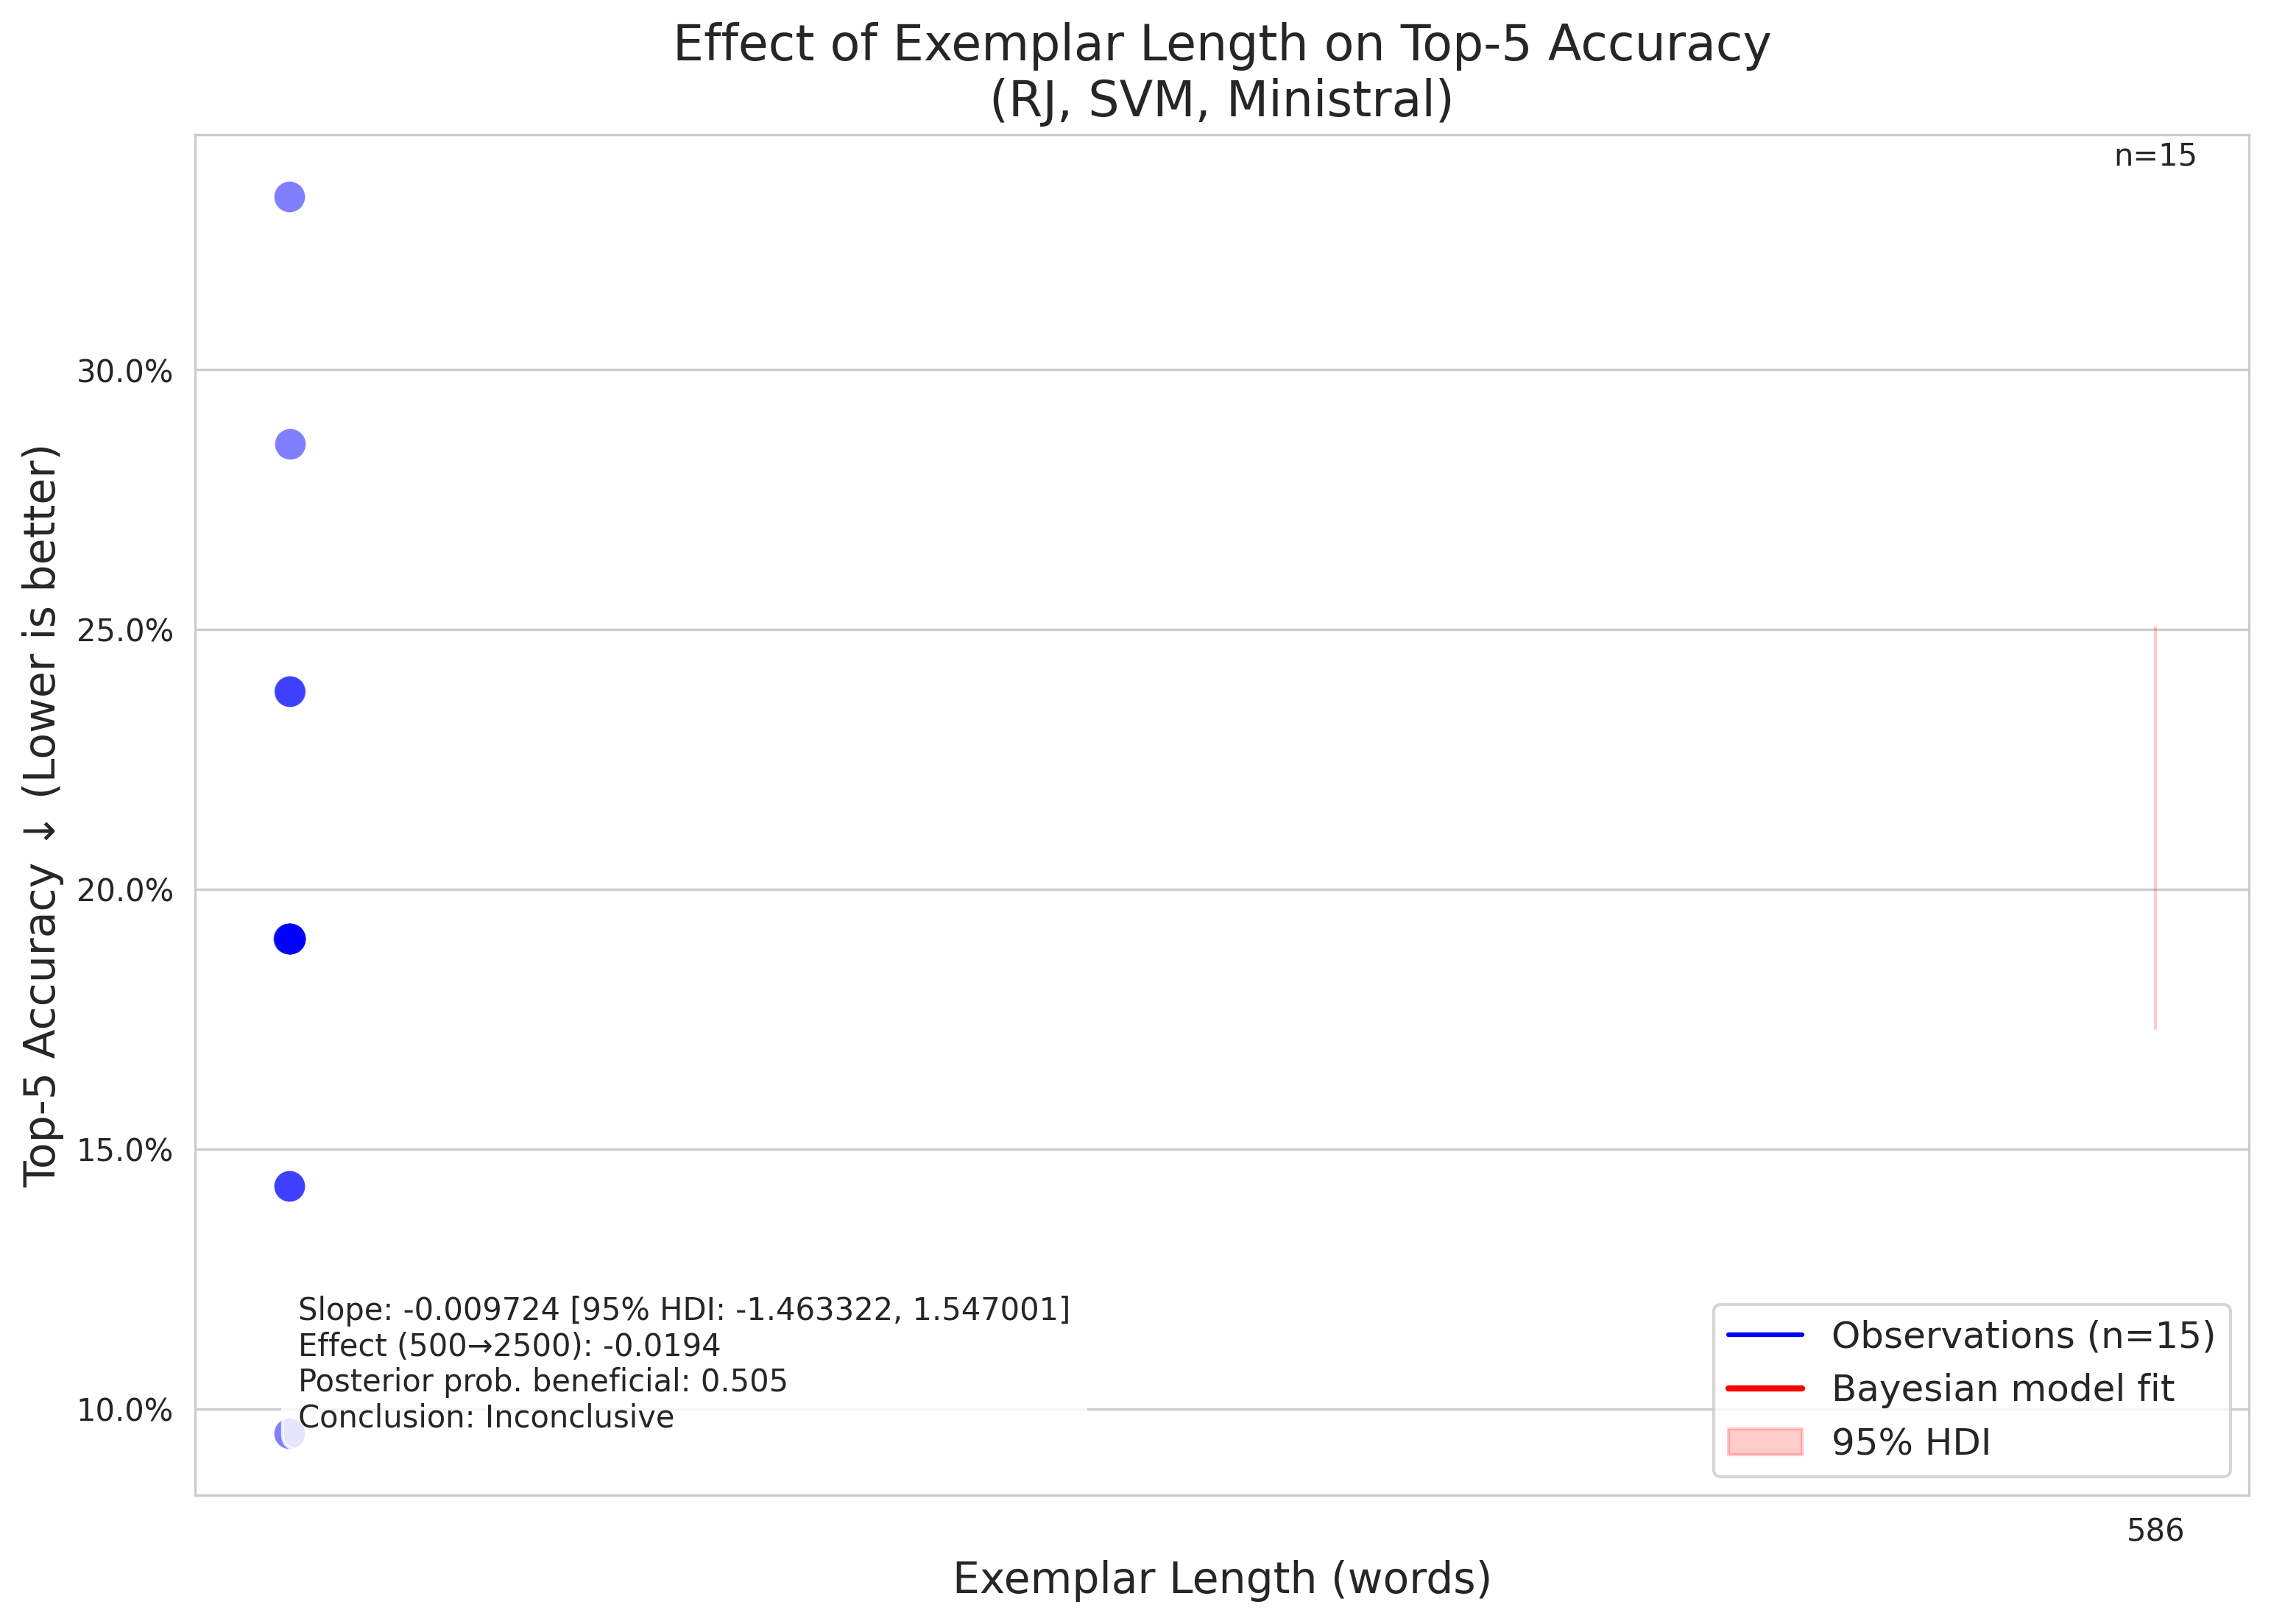 Effect of Exemplar Length on Top-5 Accuracy
(RJ, SVM, Ministral)
n=15
Top-5 Accuracy ↓ (Lower is better)
30.0%
25.0%
20.0%
15.0%
10.0%
Slope: -0.009724 [95% HDI: -1.463322, 1.547001]
Effect (500→2500): -0.0194
Posterior prob. beneficial: 0.505
Conclusion: Inconclusive
Observations (n=15)
Bayesian model fit
95% HDI
586
Exemplar Length (words)